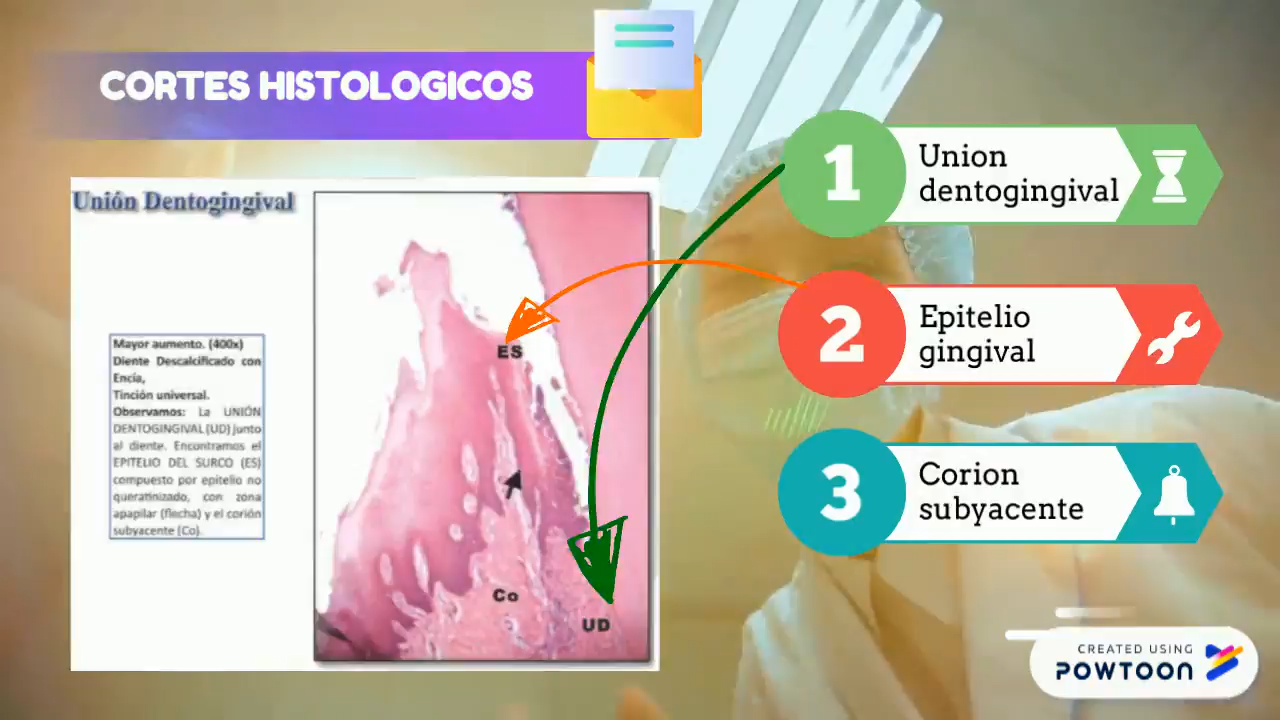 CORTES HISTOLOGICOS
Unión Dentogingival
Mayor aumento. (400x)
Diente Descalcificado con
Encía,
Tinción universal.
Observamos: La UNIÓN
DENTOGINGIVAL (UD) junto
al diente. Encontramos el
EPITELIO DEL SURCO (ES)
compuesto por epitelio no
queratinizado, con zona
apapilar (flecha) y el corión
subyacente (Co).
ES
Co
UD
1
Union
dentogingival
2
Epitelio
gingival
3
Corion
subyacente
CREATED USING
POWTOON